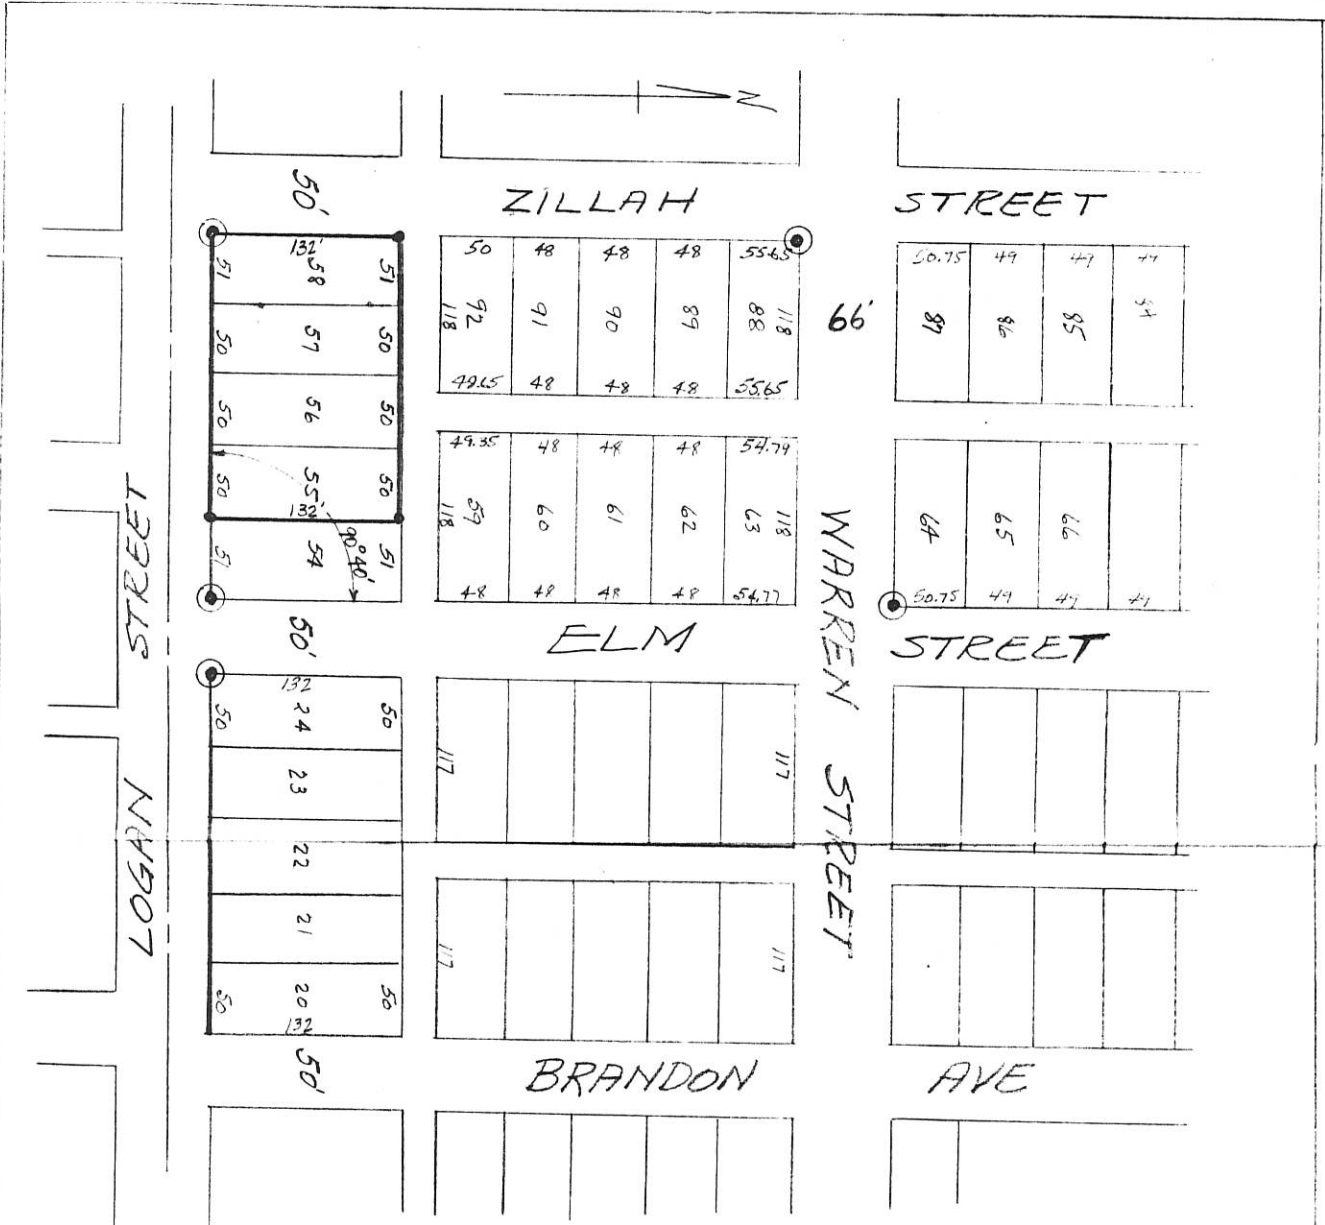 N
50'
ZILLAH STREET
132'
51 58 51
50 57 50
50 56 50
50 55 50
132'
51 54 51
90°40'
50 48 48 48 55.65
92 91 90 89 88
118 118
49.65 48 48 48 55.65
49.35 48 48 48 54.79
59 60 61 62 63
118 118
48 48 48 48 54.77
66'
50.75 49 49 49
87 86 85 84
64 65 66
50.75 49 49 49
50'
ELM STREET
132
50 24 50
23
22
21
50 20 50
132
117 117
117 117
50'
BRANDON AVE
LOGAN STREET
WARREN STREET